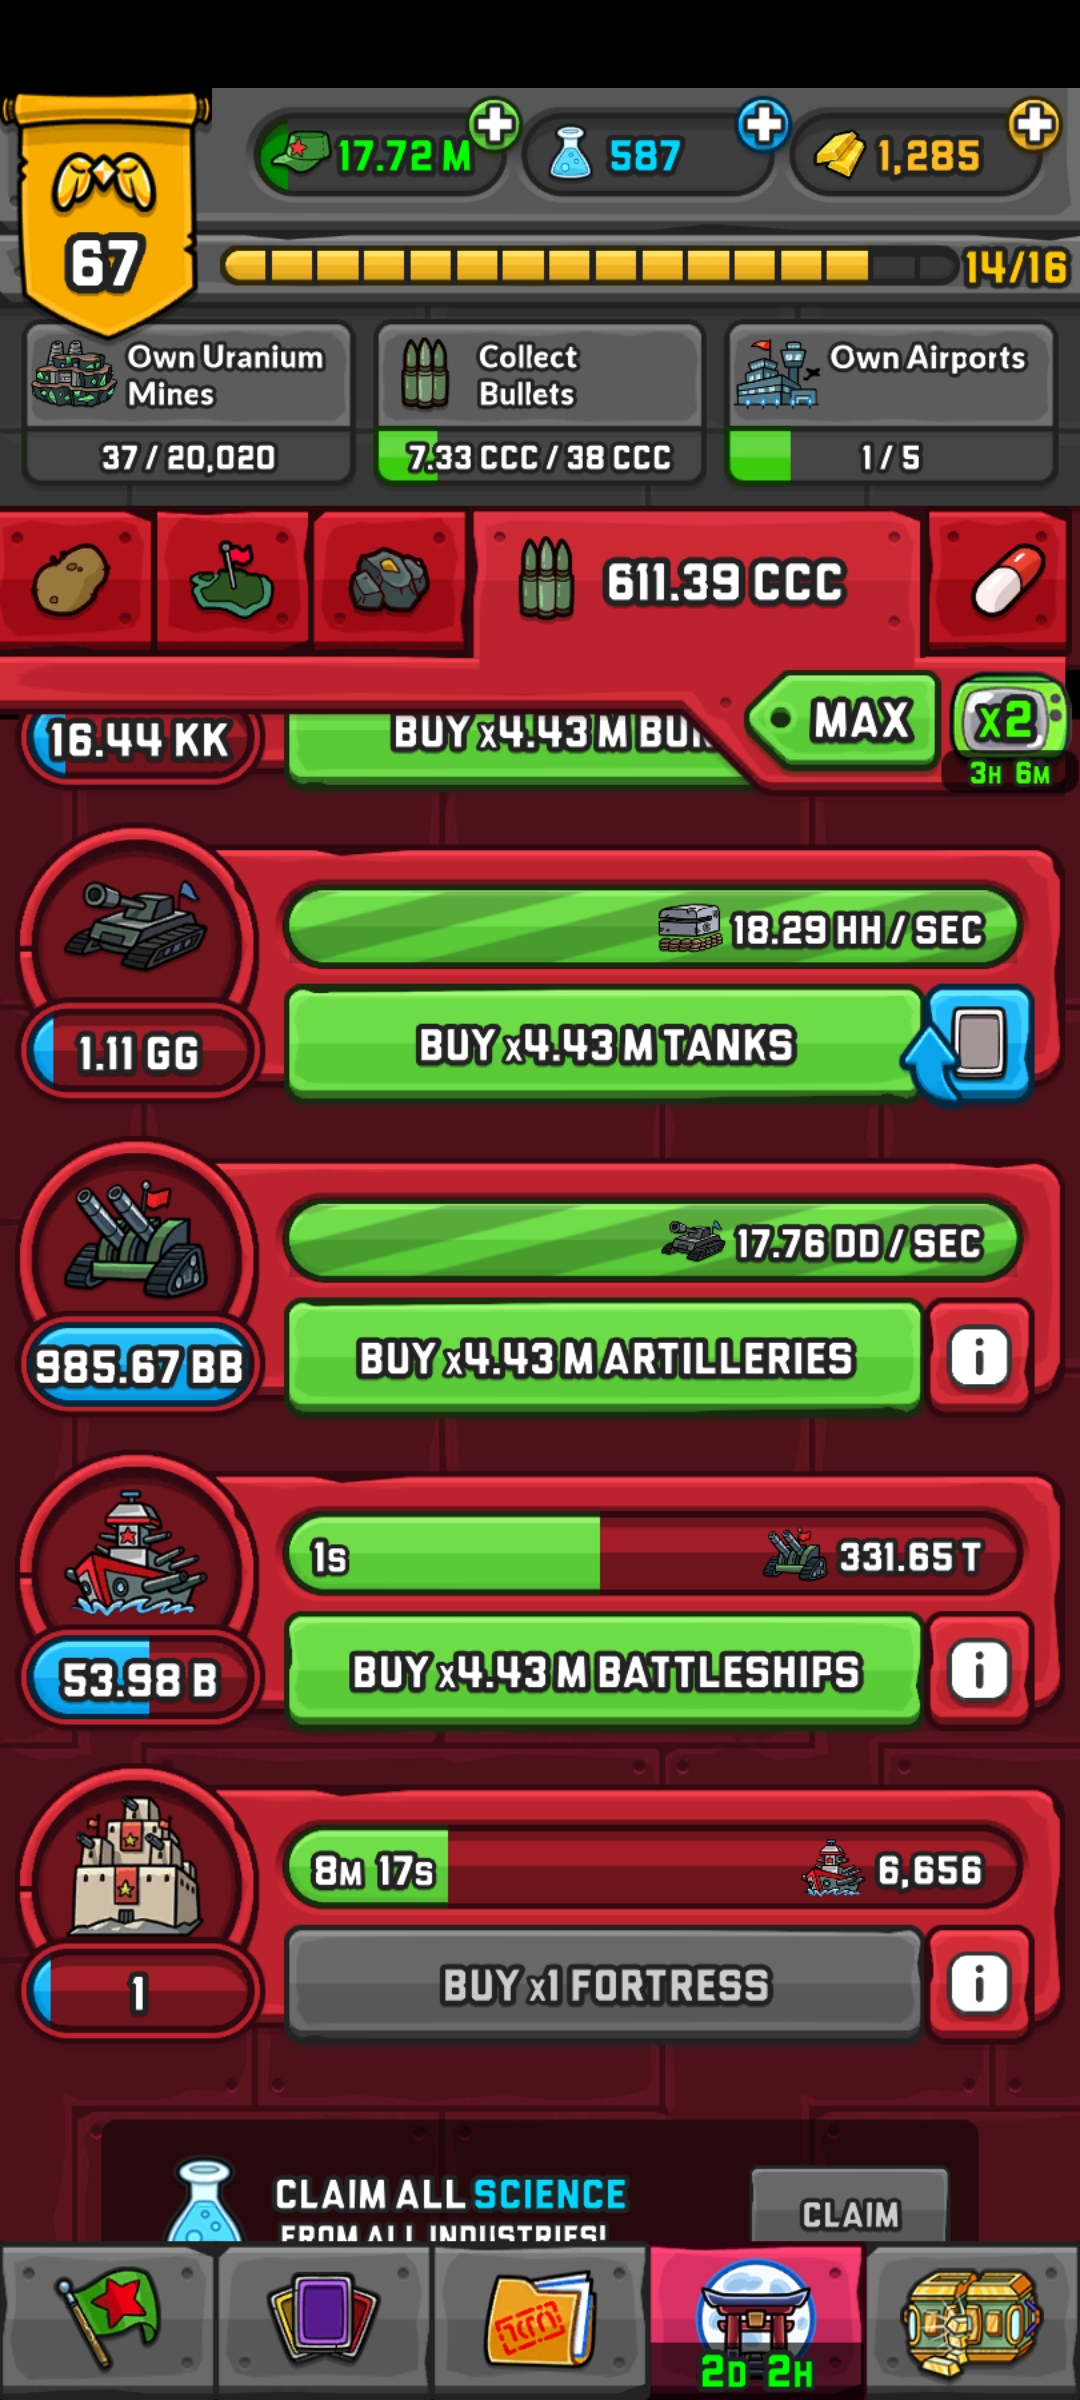 67
17.72 M
587
1,285
14/16
Own Uranium
Mines
37 / 20,020
Collect
Bullets
7.33 CCC / 38 CCC
Own Airports
1 / 5
611.39 CCC
MAX
x2
3H 6M
16.44 KK
BUY x4.43 M
18.29 HH / SEC
1.11 GG
BUY x4.43 M TANKS
17.76 DD / SEC
985.67 BB
BUY x4.43 M ARTILLERIES
i
1S
331.65 T
53.98 B
BUY x4.43 M BATTLESHIPS
i
8M 17S
6,656
1
BUY x1 FORTRESS
i
CLAIM ALL SCIENCE
FROM ALL INDUSTRIES!
CLAIM
2D 2H